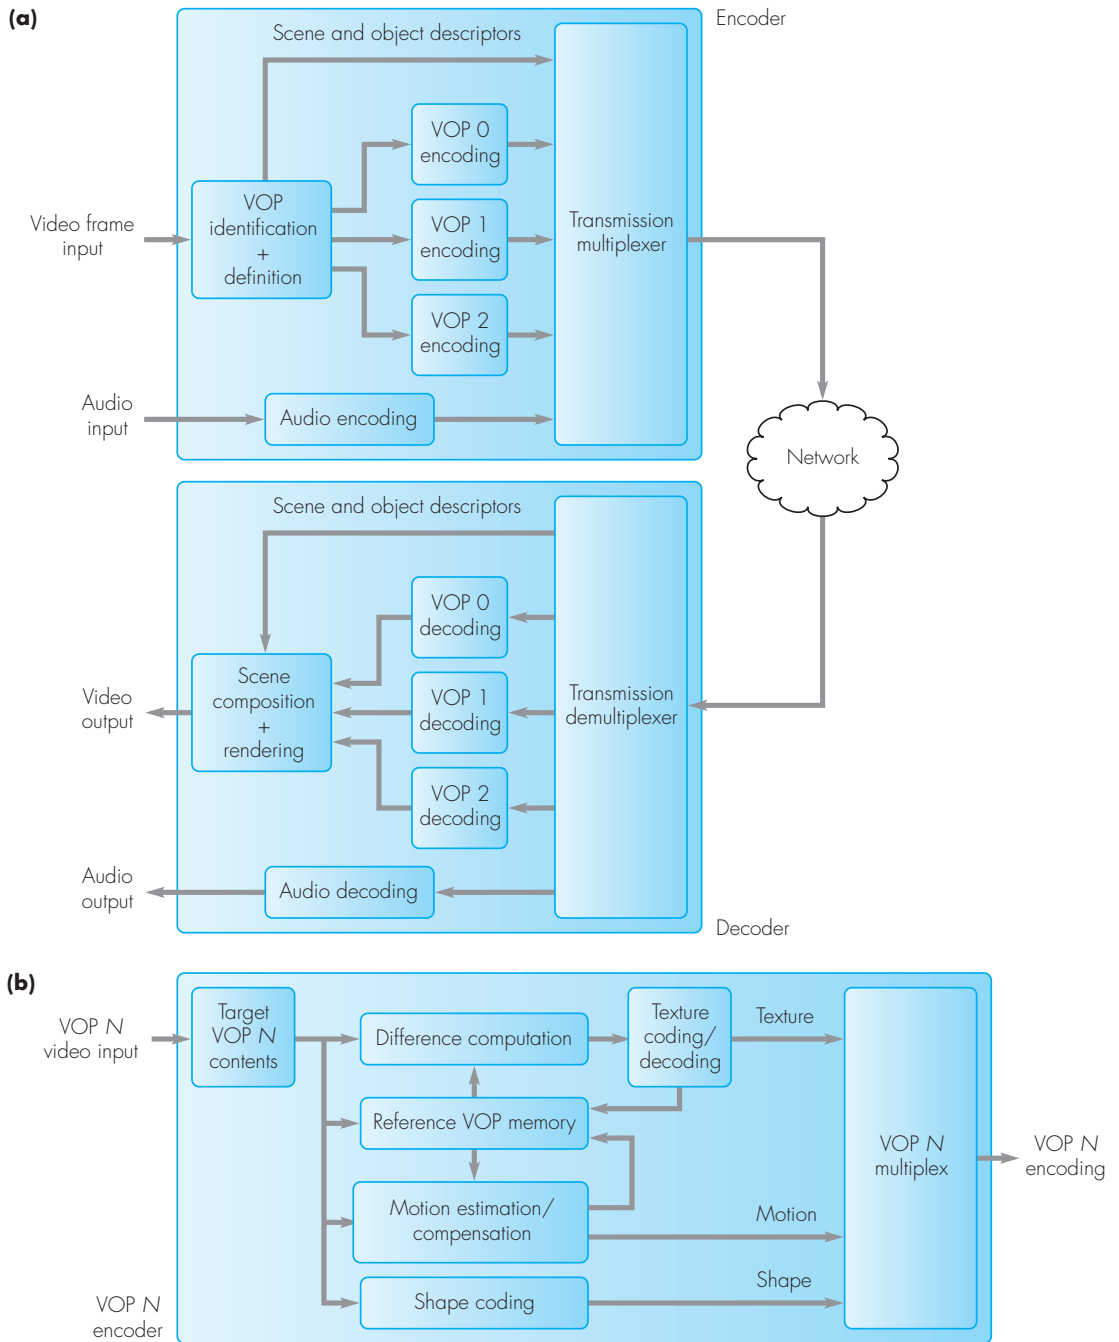 (a)
Encoder
Scene and object descriptors
VOP 0
encoding
VOP
identification
+
definition
Video frame
input
VOP 1
encoding
Transmission
multiplexer
VOP 2
encoding
Audio
input
Audio encoding
Network
Scene and object descriptors
VOP 0
decoding
Scene
composition
+
rendering
Video
output
VOP 1
decoding
Transmission
demultiplexer
VOP 2
decoding
Audio
output
Audio decoding
Decoder
(b)
VOP N
video input
Target
VOP N
contents
Difference computation
Texture
coding/
decoding
Texture
Reference VOP memory
VOP N
multiplex
VOP N
encoding
Motion estimation/
compensation
Motion
Shape coding
Shape
VOP N
encoder